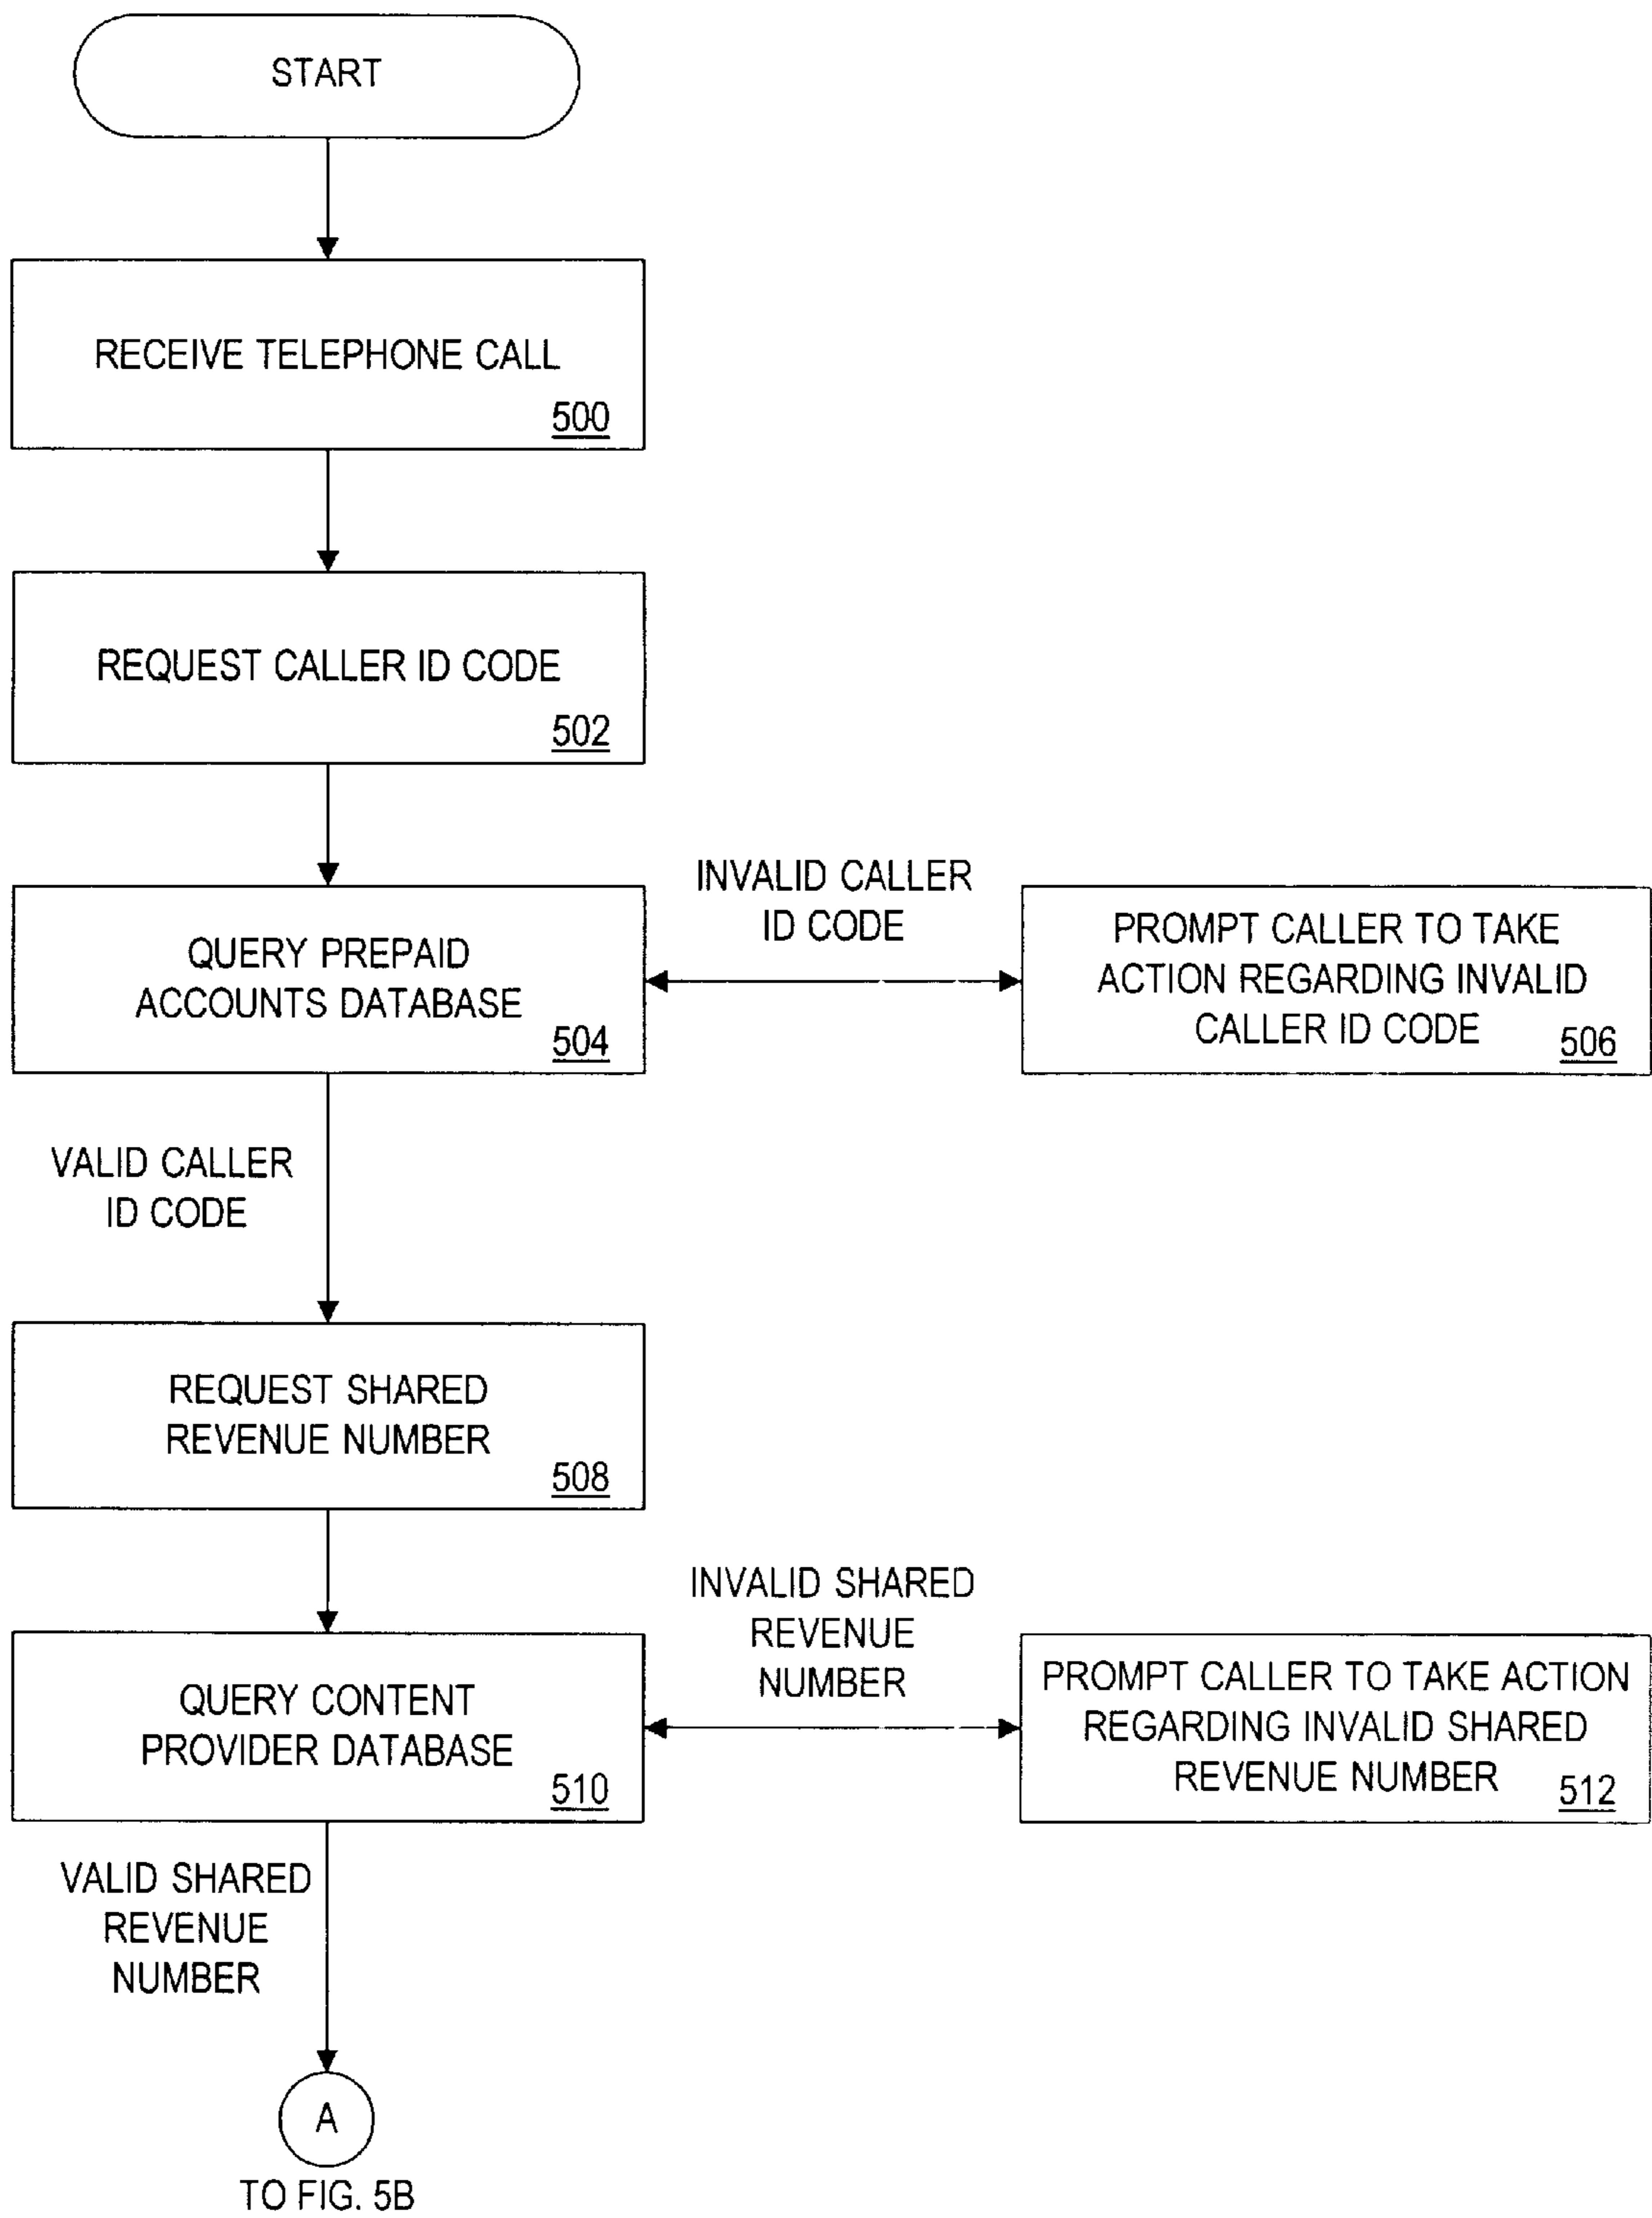 START
RECEIVE TELEPHONE CALL
500
REQUEST CALLER ID CODE
502
QUERY PREPAID
ACCOUNTS DATABASE
504
INVALID CALLER
ID CODE
PROMPT CALLER TO TAKE
ACTION REGARDING INVALID
CALLER ID CODE
506
VALID CALLER
ID CODE
REQUEST SHARED
REVENUE NUMBER
508
QUERY CONTENT
PROVIDER DATABASE
510
INVALID SHARED
REVENUE
NUMBER
PROMPT CALLER TO TAKE ACTION
REGARDING INVALID SHARED
REVENUE NUMBER
512
VALID SHARED
REVENUE
NUMBER
A
TO FIG. 5B